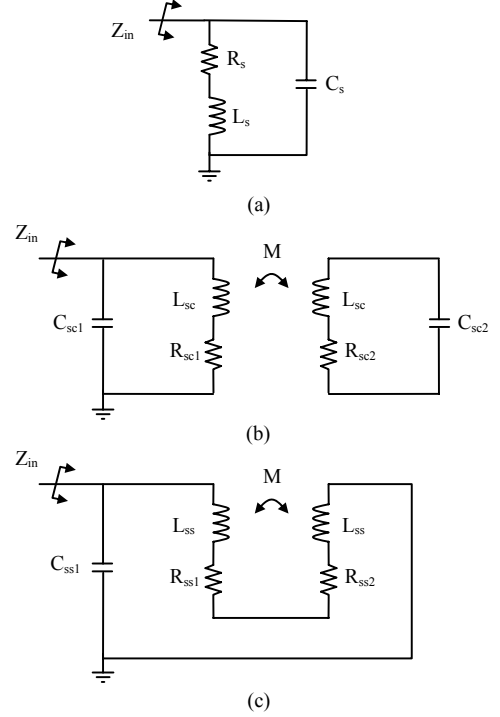 Z_in
R_s
C_s
L_s
(a)
Z_in
M
L_sc
L_sc
C_sc1
C_sc2
R_sc1
R_sc2
(b)
Z_in
M
L_ss
L_ss
C_ss1
R_ss1
R_ss2
(c)